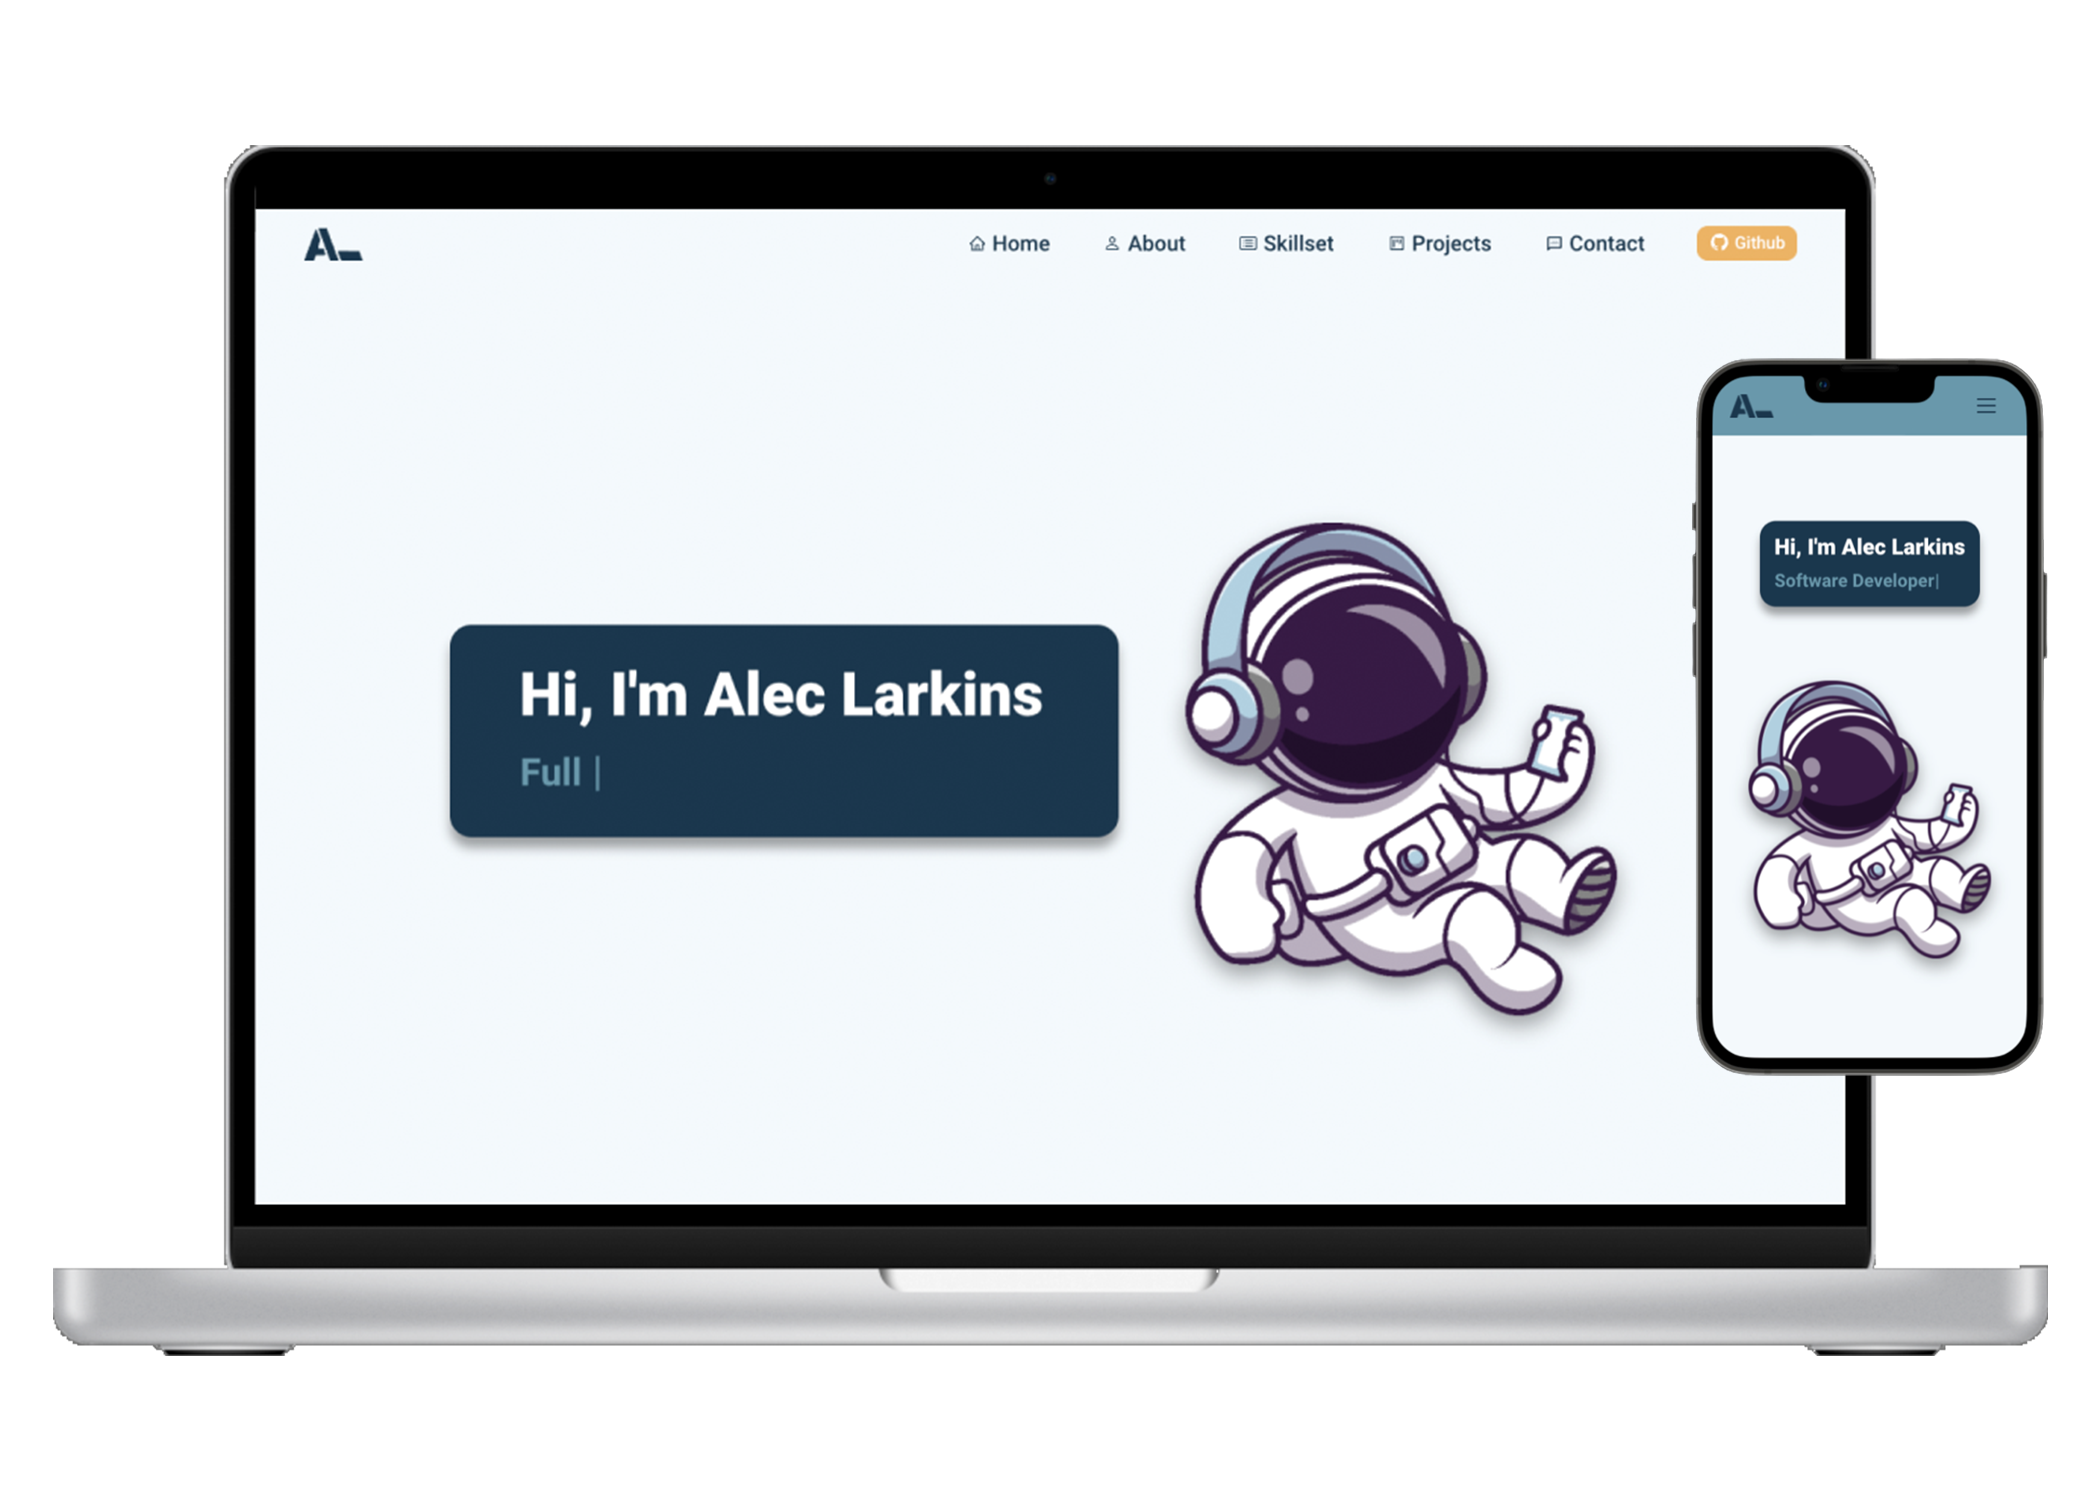 A_
Home About Skillset Projects Contact Github
Hi, I'm Alec Larkins
Full |
A_
Hi, I'm Alec Larkins
Software Developer|